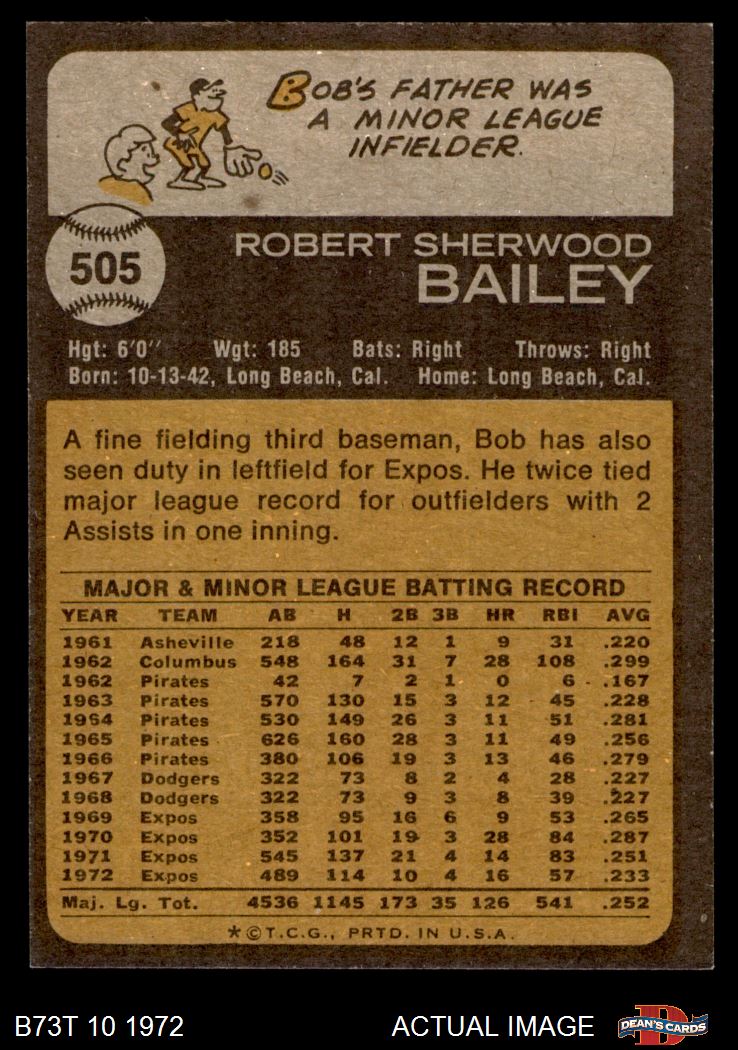 BOB'S FATHER WAS
A MINOR LEAGUE
INFIELDER.
505
ROBERT SHERWOOD
BAILEY
Hgt: 6'0" Wgt: 185 Bats: Right Throws: Right
Born: 10-13-42, Long Beach, Cal. Home: Long Beach, Cal.
A fine fielding third baseman, Bob has also
seen duty in leftfield for Expos. He twice tied
major league record for outfielders with 2
Assists in one inning.
MAJOR & MINOR LEAGUE BATTING RECORD
YEAR TEAM AB H 2B 3B HR RBI AVG
1961 Asheville 218 48 12 1 9 31 .220
1962 Columbus 548 164 31 7 28 108 .299
1962 Pirates 42 7 2 1 0 6 .167
1963 Pirates 570 130 15 3 12 45 .228
1964 Pirates 530 149 26 3 11 51 .281
1965 Pirates 626 160 28 3 11 49 .256
1966 Pirates 380 106 19 3 13 46 .279
1967 Dodgers 322 73 8 2 4 28 .227
1968 Dodgers 322 73 9 3 8 39 .227
1969 Expos 358 95 16 6 9 53 .265
1970 Expos 352 101 19 3 28 84 .287
1971 Expos 545 137 21 4 14 83 .251
1972 Expos 489 114 10 4 16 57 .233
Maj. Lg. Tot. 4536 1145 173 35 126 541 .252
*©T.C.G., PRTD. IN U.S.A.
B73T 10 1972 ACTUAL IMAGE
D
DEAN'S CARDS